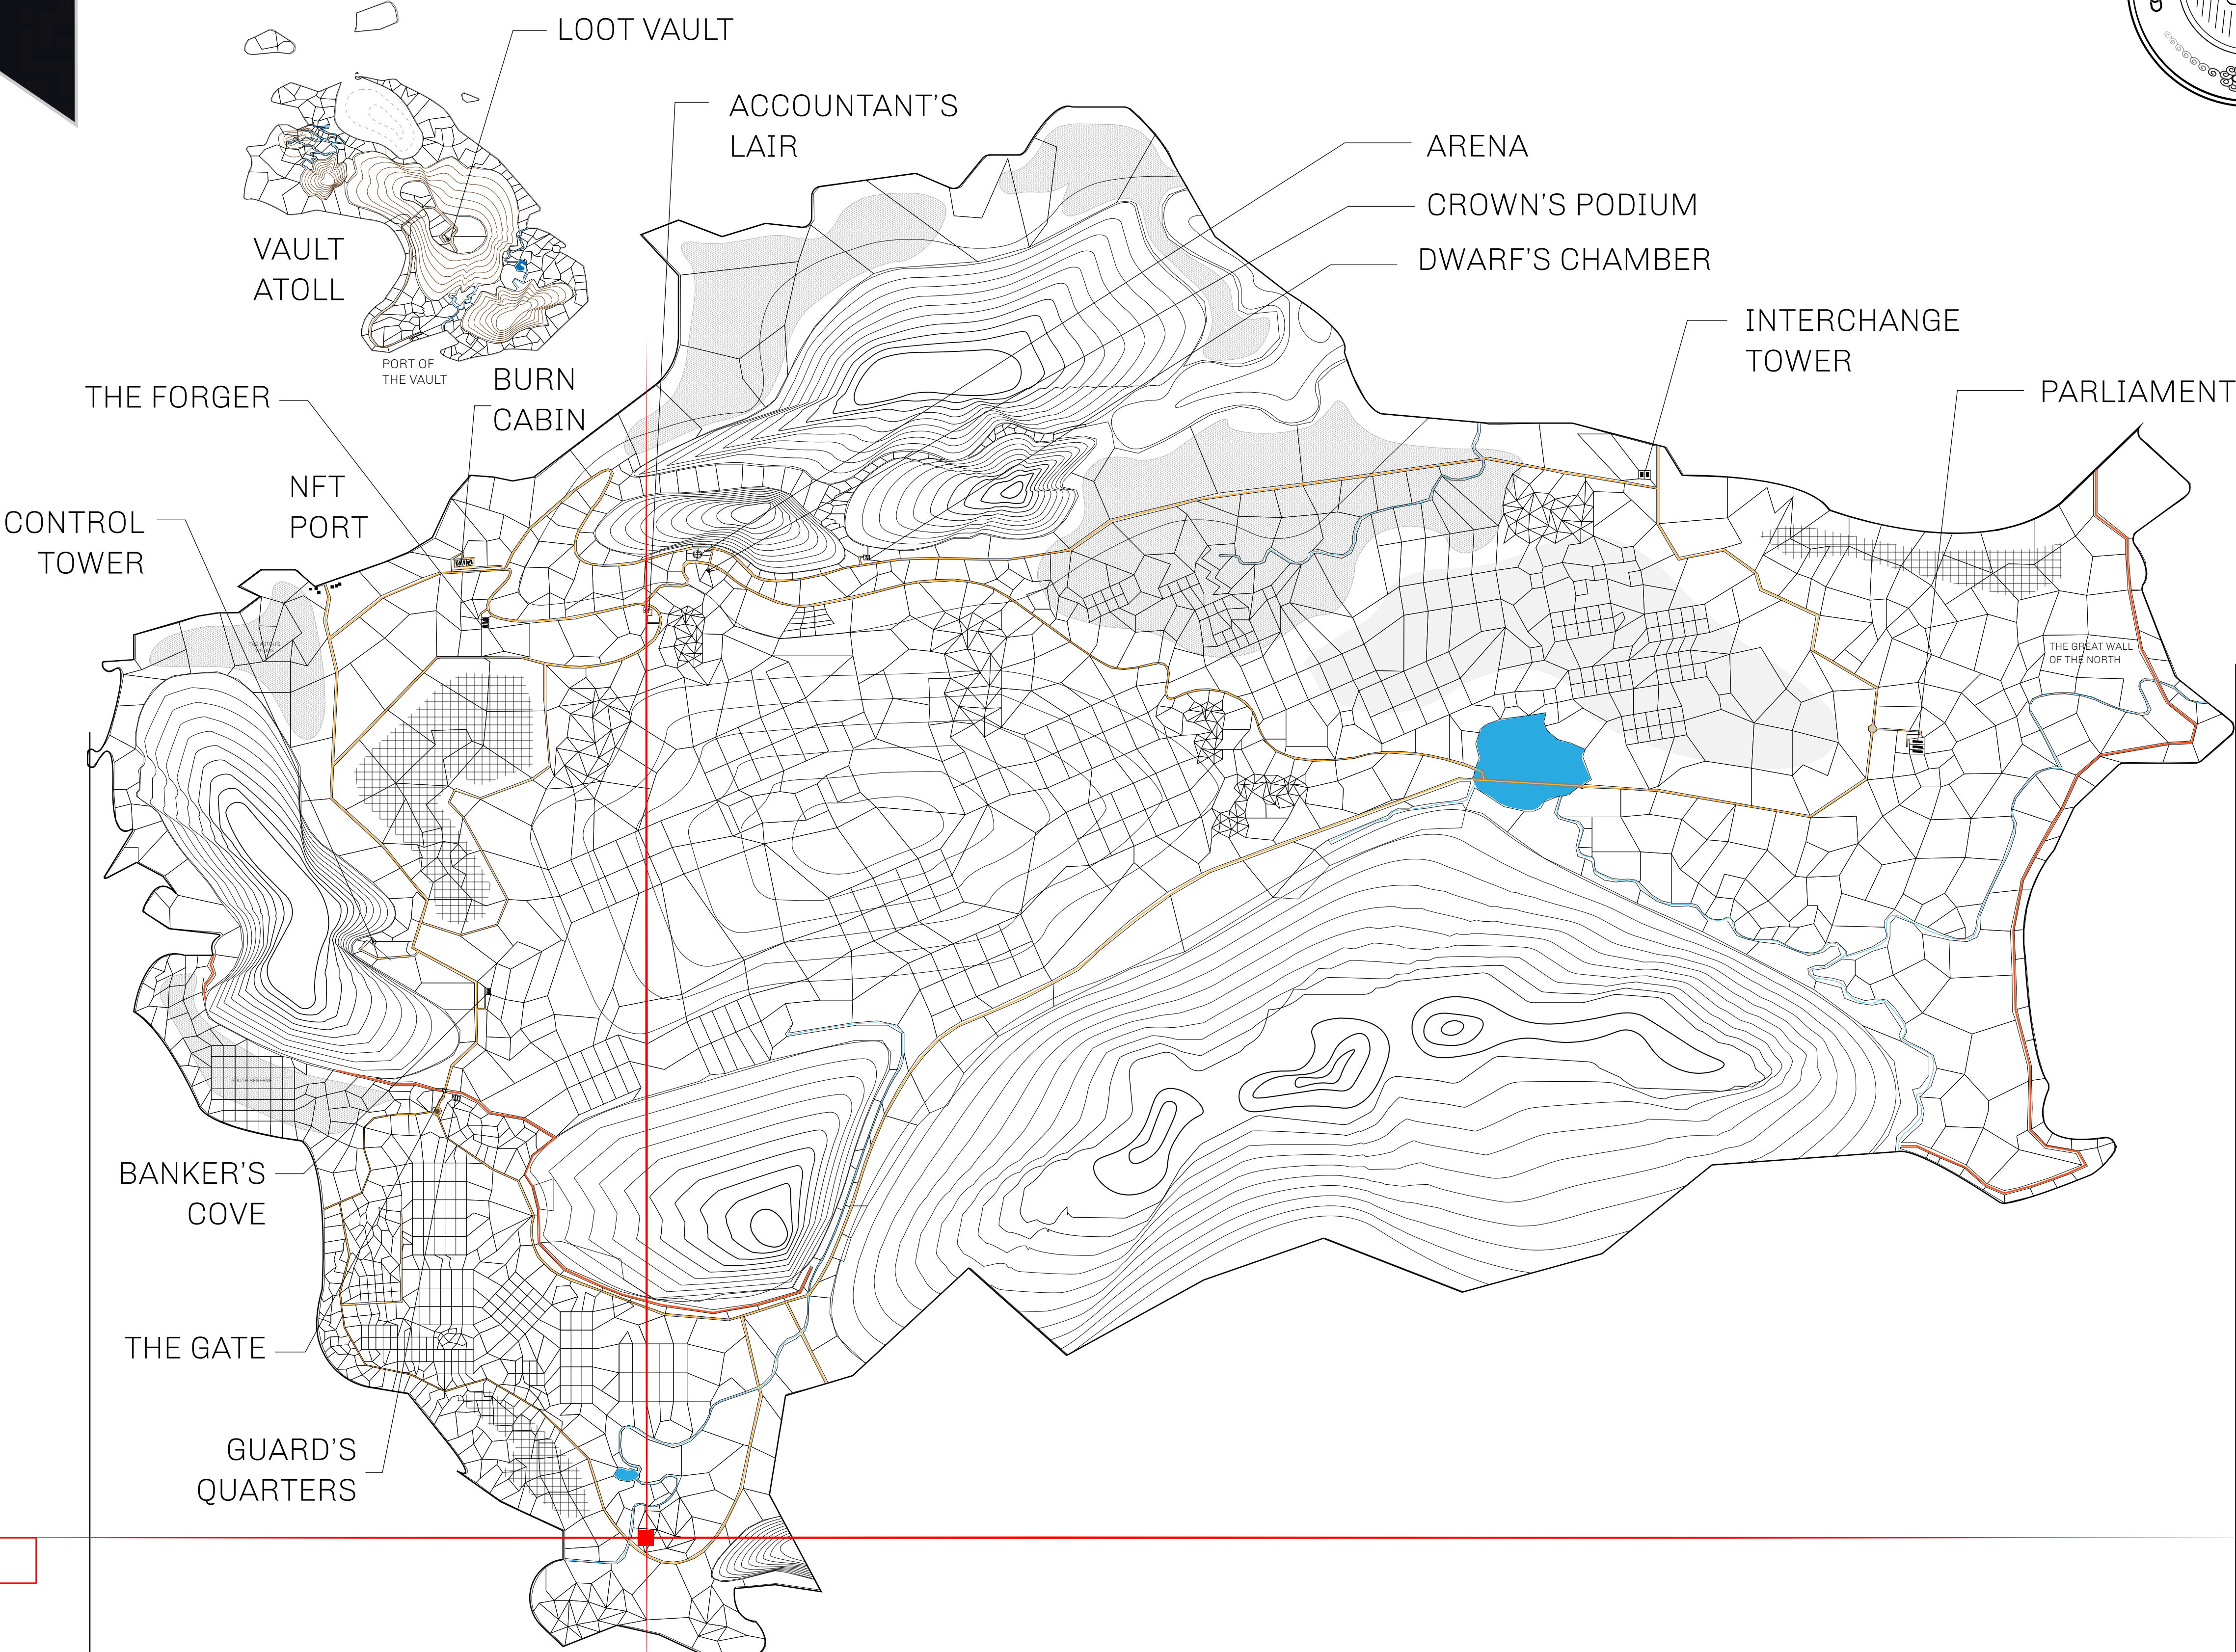 LOOT VAULT
ACCOUNTANT'S
LAIR
ARENA
CROWN'S PODIUM
DWARF'S CHAMBER
VAULT
ATOLL
INTERCHANGE
TOWER
PORT OF
THE VAULT
BURN
CABIN
THE FORGER
PARLIAMENT
NFT
PORT
CONTROL
TOWER
THE GREAT WALL
OF THE NORTH
SOUTH RESERVE
BANKER'S
COVE
THE GATE
GUARD'S
QUARTERS